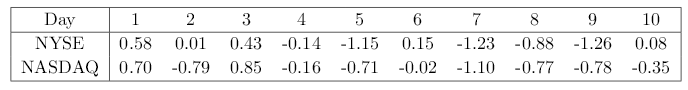 Day 1 2 3 4 5 6 7 8 9 10
NYSE 0.58 0.01 0.43 -0.14 -1.15 0.15 -1.23 -0.88 -1.26 0.08
NASDAQ 0.70 -0.79 0.85 -0.16 -0.71 -0.02 -1.10 -0.77 -0.78 -0.35